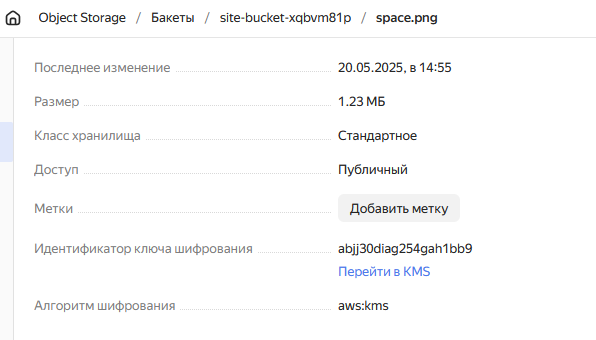 Object Storage / Бакеты / site-bucket-xqbvm81p / space.png
Последнее изменение 20.05.2025, в 14:55
Размер 1.23 МБ
Класс хранилища Стандартное
Доступ Публичный
Метки Добавить метку
Идентификатор ключа шифрования abjj30diag254gah1bb9
Перейти в KMS
Алгоритм шифрования aws:kms